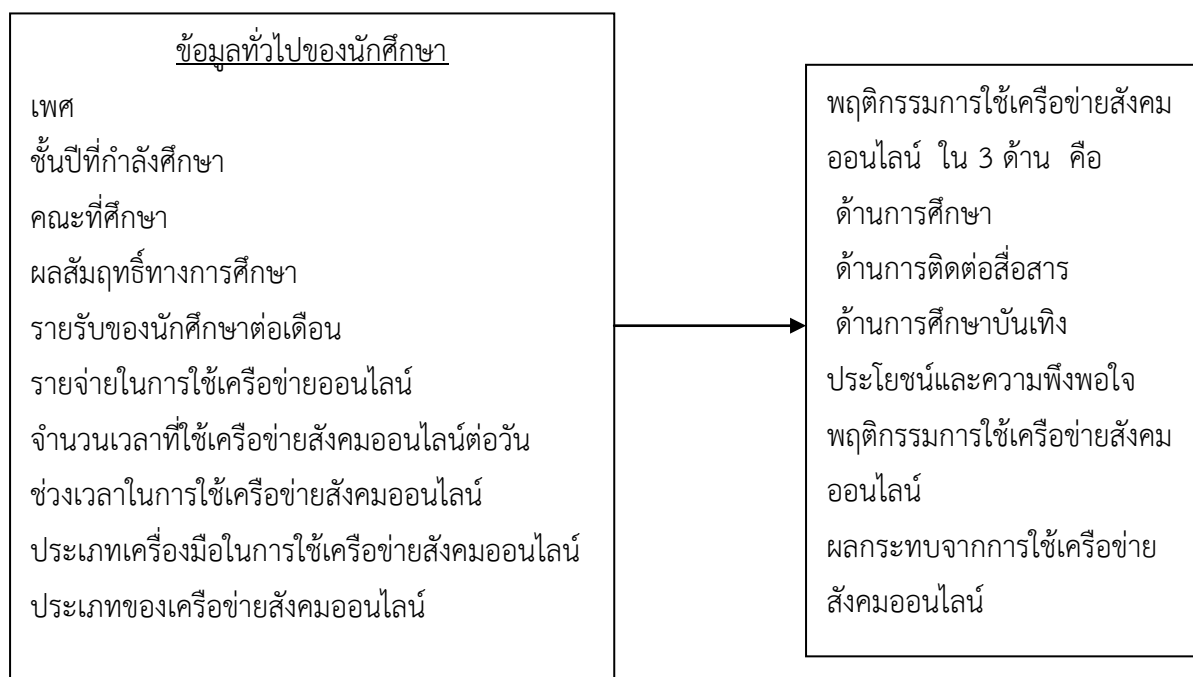 ข้อมูลทั่วไปของนักศึกษา
เพศ
ชั้นปีที่กำลังศึกษา
คณะที่ศึกษา
ผลสัมฤทธิ์ทางการศึกษา
รายรับของนักศึกษาต่อเดือน
รายจ่ายในการใช้เครือข่ายออนไลน์
จำนวนเวลาที่ใช้เครือข่ายสังคมออนไลน์ต่อวัน
ช่วงเวลาในการใช้เครือข่ายสังคมออนไลน์
ประเภทเครื่องมือในการใช้เครือข่ายสังคมออนไลน์
ประเภทของเครือข่ายสังคมออนไลน์
พฤติกรรมการใช้เครือข่ายสังคม
ออนไลน์ ใน 3 ด้าน คือ
ด้านการศึกษา
ด้านการติดต่อสื่อสาร
ด้านการศึกษาบันเทิง
ประโยชน์และความพึงพอใจ
พฤติกรรมการใช้เครือข่ายสังคม
ออนไลน์
ผลกระทบจากการใช้เครือข่าย
สังคมออนไลน์